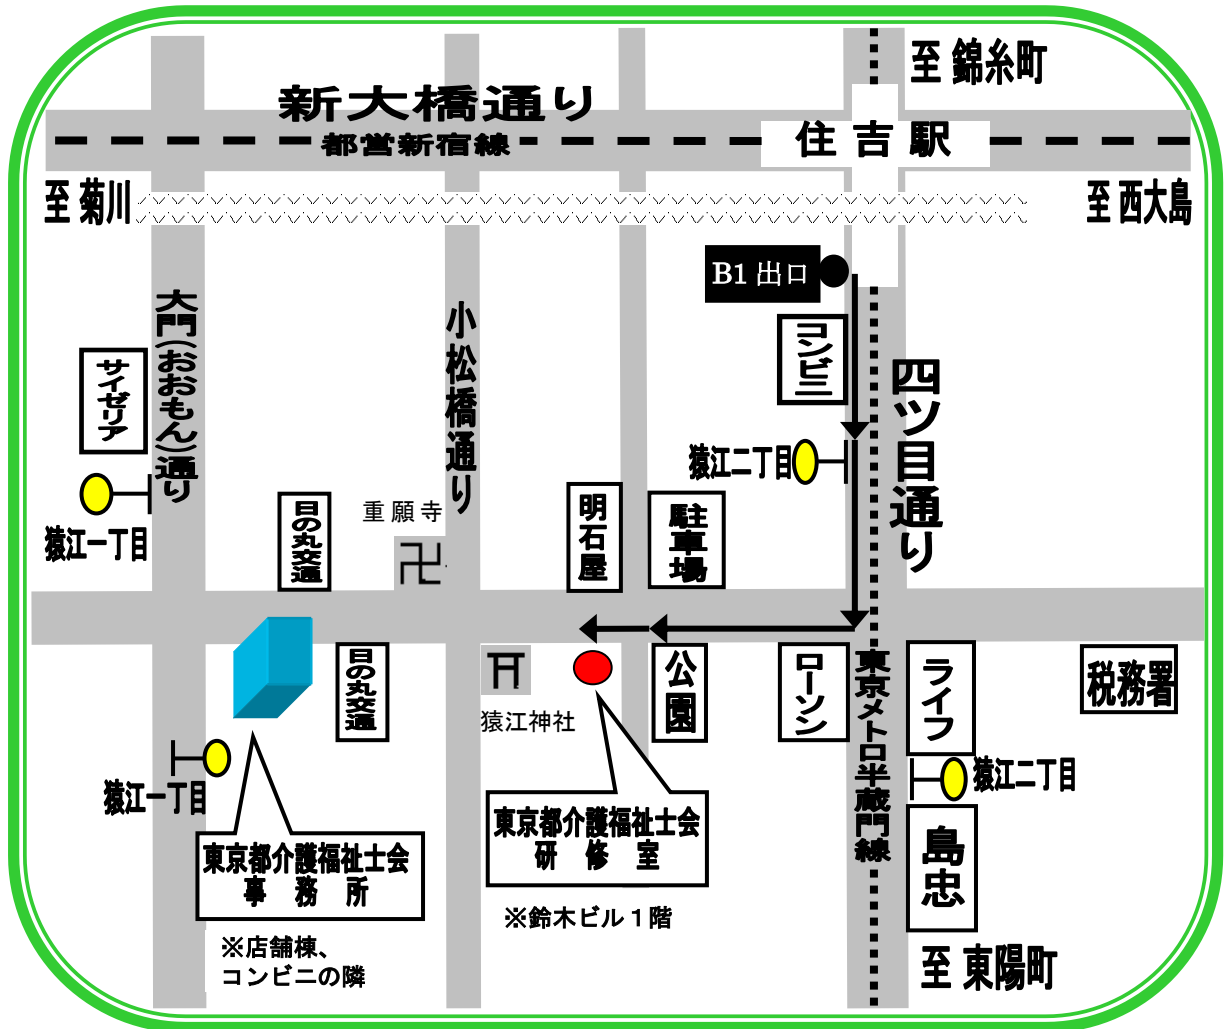 至 錦糸町
新大橋通り
都営新宿線
住吉駅
至 菊川
至 西大島
B1 出口
コンビニ
大門(おおもん)通り
小松橋通り
四ツ目通り
サイゼリア
猿江二丁目
猿江一丁目
日の丸交通
重願寺
明石屋
駐車場
日の丸交通
猿江神社
公園
ローソン
東京メトロ半蔵門線
ライフ
税務署
猿江一丁目
猿江二丁目
東京都介護福祉士会
研修室
東京都介護福祉士会
事務所
島忠
※鈴木ビル１階
※店舗棟、
コンビニの隣
至 東陽町